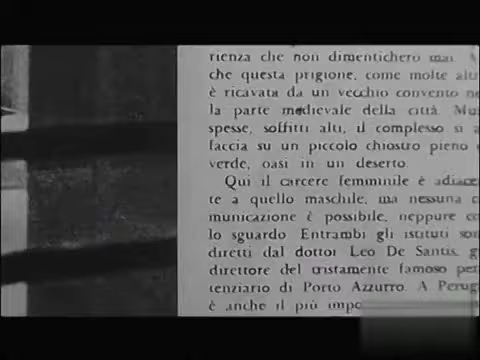 rienza che non dimenticherò mai.
che questa prigione, come molte alt
è ricavata da un vecchio convento ne
la parte medievale della città. Mu
spesse, soffitti alti, il complesso si a
faccia su un piccolo chiostro pieno
verde, oasi in un deserto.
Qui il carcere femminile è adiace
te a quello maschile, ma nessuna c
municazione è possibile, neppure co
lo sguardo Entrambi gli istituti son
diretti dal dottor Leo De Santis, g
direttore del tristamente famoso pen
tenziario di Porto Azzurro. A Perug
è anche il più impo